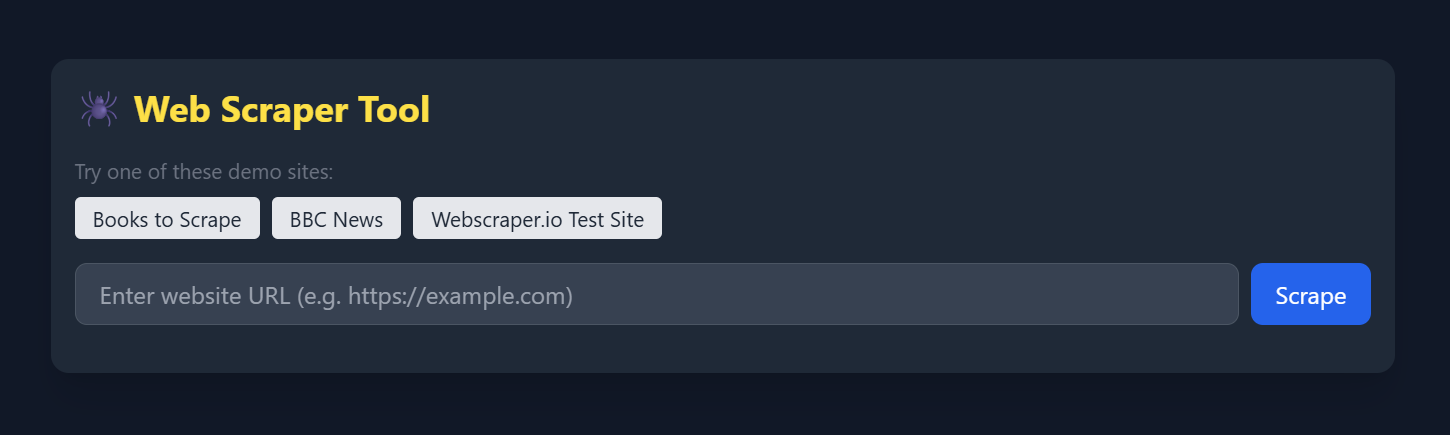 Web Scraper Tool
Try one of these demo sites:
Books to Scrape
BBC News
Webscraper.io Test Site
Enter website URL (e.g. https://example.com)
Scrape